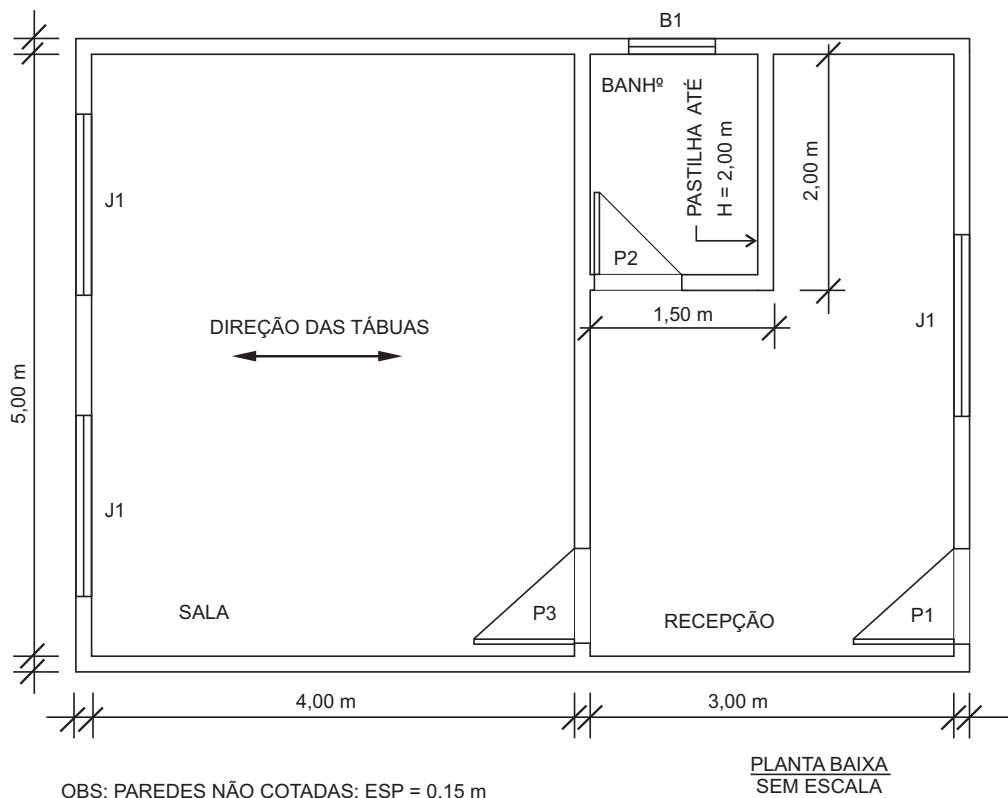 B1
BANHº
PASTILHA ATÉ
H = 2,00 m
2,00 m
J1
P2
1,50 m
J1
DIREÇÃO DAS TÁBUAS
5,00 m
J1
SALA
P3
RECEPÇÃO
P1
4,00 m
3,00 m
PLANTA BAIXA
SEM ESCALA
OBS: PAREDES NÃO COTADAS: ESP = 0,15 m